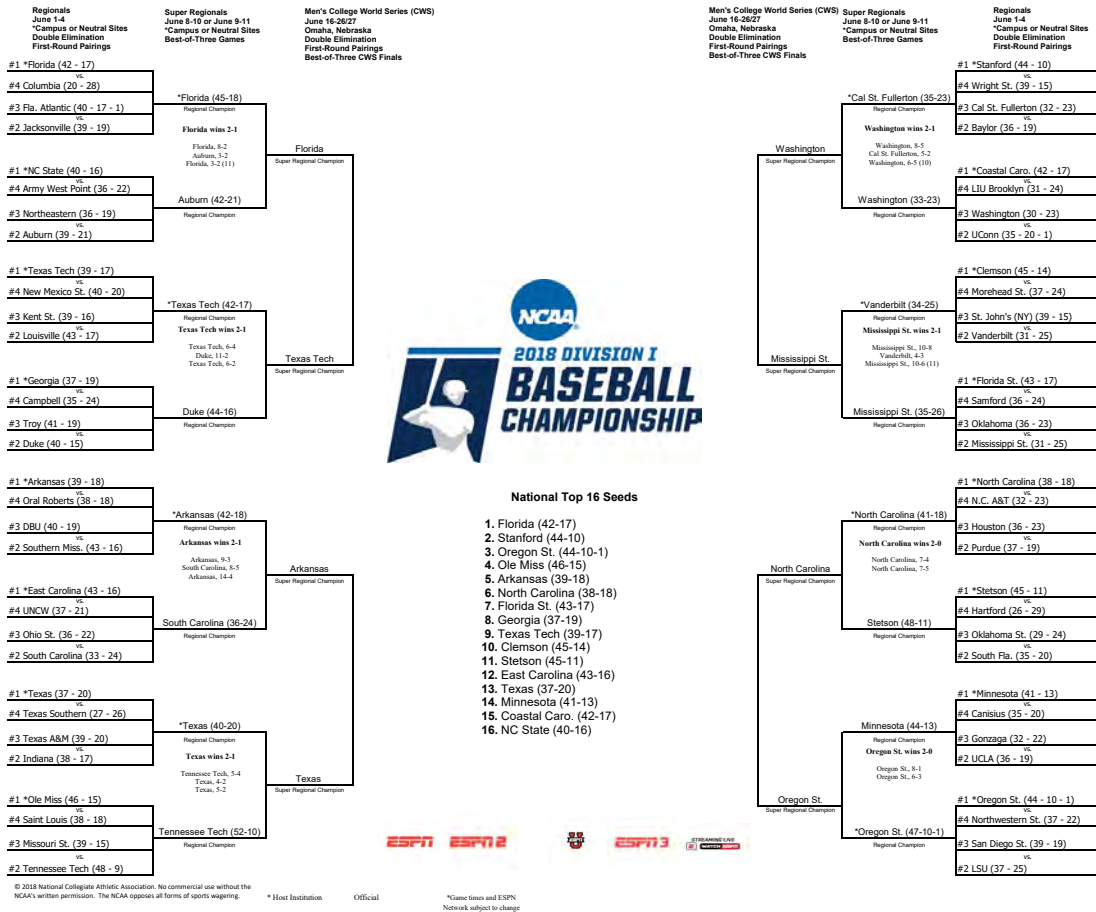 Regionals
June 1-4
*Campus or Neutral Sites
Double Elimination
First-Round Pairings
Super Regionals
June 8-10 or June 9-11
*Campus or Neutral Sites
Best-of-Three Games
Men's College World Series (CWS)
June 16-26/27
Omaha, Nebraska
Double Elimination
First-Round Pairings
Best-of-Three CWS Finals
Men's College World Series (CWS)
June 16-26/27
Omaha, Nebraska
Double Elimination
First-Round Pairings
Best-of-Three CWS Finals
Super Regionals
June 8-10 or June 9-11
*Campus or Neutral Sites
Best-of-Three Games
Regionals
June 1-4
*Campus or Neutral Sites
Double Elimination
First-Round Pairings
#1 *Florida (42 - 17)
vs.
#4 Columbia (20 - 28)
#3 Fla. Atlantic (40 - 17 - 1)
vs.
#2 Jacksonville (39 - 19)
#1 *NC State (40 - 16)
vs.
#4 Army West Point (36 - 22)
#3 Northeastern (36 - 19)
vs.
#2 Auburn (39 - 21)
#1 *Texas Tech (39 - 17)
vs.
#4 New Mexico St. (40 - 20)
#3 Kent St. (39 - 16)
vs.
#2 Louisville (43 - 17)
#1 *Georgia (37 - 19)
vs.
#4 Campbell (35 - 24)
#3 Troy (41 - 19)
vs.
#2 Duke (40 - 15)
#1 *Arkansas (39 - 18)
vs.
#4 Oral Roberts (38 - 18)
#3 DBU (40 - 19)
vs.
#2 Southern Miss. (43 - 16)
#1 *East Carolina (43 - 16)
vs.
#4 UNCW (37 - 21)
#3 Ohio St. (36 - 22)
vs.
#2 South Carolina (33 - 24)
#1 *Texas (37 - 20)
vs.
#4 Texas Southern (27 - 26)
#3 Texas A&M (39 - 20)
vs.
#2 Indiana (38 - 17)
#1 *Ole Miss (46 - 15)
vs.
#4 Saint Louis (38 - 18)
#3 Missouri St. (39 - 15)
vs.
#2 Tennessee Tech (48 - 9)
*Florida (45-18)
Regional Champion
Florida wins 2-1
Florida, 8-2
Auburn, 3-2
Florida, 3-2 (11)
Auburn (42-21)
Regional Champion
*Texas Tech (42-17)
Regional Champion
Texas Tech wins 2-1
Texas Tech, 6-4
Duke, 11-2
Texas Tech, 6-2
Duke (44-16)
Regional Champion
*Arkansas (42-18)
Regional Champion
Arkansas wins 2-1
Arkansas, 9-3
South Carolina, 8-5
Arkansas, 14-4
South Carolina (36-24)
Regional Champion
*Texas (40-20)
Regional Champion
Texas wins 2-1
Tennessee Tech, 5-4
Texas, 4-2
Texas, 5-2
Tennessee Tech (52-10)
Regional Champion
Florida
Super Regional Champion
Texas Tech
Super Regional Champion
Arkansas
Super Regional Champion
Texas
Super Regional Champion
NCAA
2018 DIVISION I
BASEBALL
CHAMPIONSHIP
National Top 16 Seeds
1. Florida (42-17)
2. Stanford (44-10)
3. Oregon St. (44-10-1)
4. Ole Miss (46-15)
5. Arkansas (39-18)
6. North Carolina (38-18)
7. Florida St. (43-17)
8. Georgia (37-19)
9. Texas Tech (39-17)
10. Clemson (45-14)
11. Stetson (45-11)
12. East Carolina (43-16)
13. Texas (37-20)
14. Minnesota (41-13)
15. Coastal Caro. (42-17)
16. NC State (40-16)
ESPN ESPN 2 U ESPN 3 STREAMING LIVE WATCH ESPN
Washington
Super Regional Champion
Mississippi St.
Super Regional Champion
North Carolina
Super Regional Champion
Oregon St.
Super Regional Champion
*Cal St. Fullerton (35-23)
Regional Champion
Washington wins 2-1
Washington, 8-5
Cal St. Fullerton, 5-2
Washington, 6-5 (10)
Washington (33-23)
Regional Champion
*Vanderbilt (34-25)
Regional Champion
Mississippi St. wins 2-1
Mississippi St., 10-8
Vanderbilt, 4-3
Mississippi St., 10-6 (11)
Mississippi St. (35-26)
Regional Champion
*North Carolina (41-18)
Regional Champion
North Carolina wins 2-0
North Carolina, 7-4
North Carolina, 7-5
Stetson (48-11)
Regional Champion
Minnesota (44-13)
Regional Champion
Oregon St. wins 2-0
Oregon St., 8-1
Oregon St., 6-3
*Oregon St. (47-10-1)
Regional Champion
#1 *Stanford (44 - 10)
vs.
#4 Wright St. (39 - 15)
#3 Cal St. Fullerton (32 - 23)
vs.
#2 Baylor (36 - 19)
#1 *Coastal Caro. (42 - 17)
vs.
#4 LIU Brooklyn (31 - 24)
#3 Washington (30 - 23)
vs.
#2 UConn (35 - 20 - 1)
#1 *Clemson (45 - 14)
vs.
#4 Morehead St. (37 - 24)
#3 St. John's (NY) (39 - 15)
vs.
#2 Vanderbilt (31 - 25)
#1 *Florida St. (43 - 17)
vs.
#4 Samford (36 - 24)
#3 Oklahoma (36 - 23)
vs.
#2 Mississippi St. (31 - 25)
#1 *North Carolina (38 - 18)
vs.
#4 N.C. A&T (32 - 23)
#3 Houston (36 - 23)
vs.
#2 Purdue (37 - 19)
#1 *Stetson (45 - 11)
vs.
#4 Hartford (26 - 29)
#3 Oklahoma St. (29 - 24)
vs.
#2 South Fla. (35 - 20)
#1 *Minnesota (41 - 13)
vs.
#4 Canisius (35 - 20)
#3 Gonzaga (32 - 22)
vs.
#2 UCLA (36 - 19)
#1 *Oregon St. (44 - 10 - 1)
vs.
#4 Northwestern St. (37 - 22)
#3 San Diego St. (39 - 19)
vs.
#2 LSU (37 - 25)
© 2018 National Collegiate Athletic Association. No commercial use without the
NCAA's written permission. The NCAA opposes all forms of sports wagering.
* Host Institution
Official
*Game times and ESPN
Network subject to change